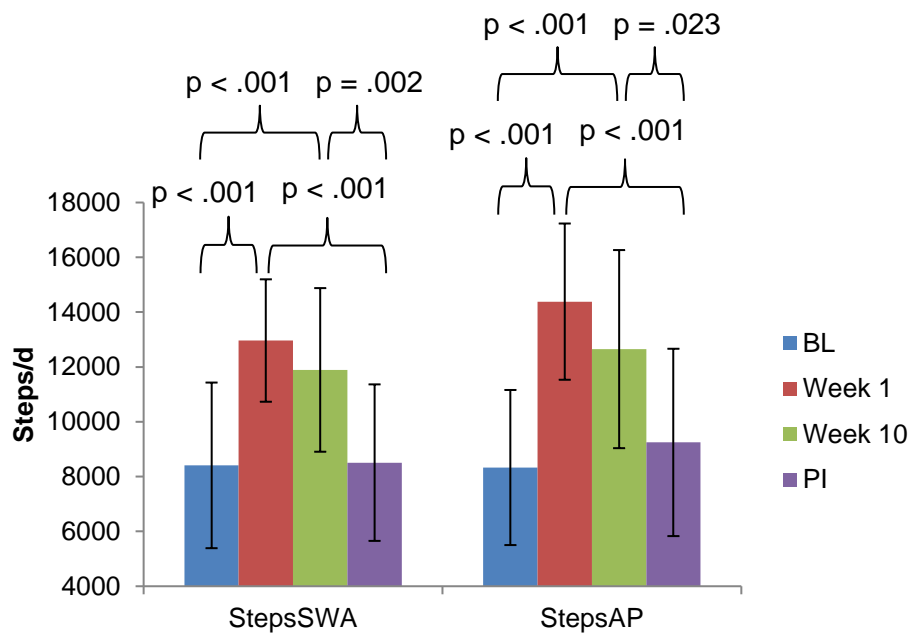 p < .001 p = .023
p < .001 p = .002
p < .001 p < .001
p < .001 p < .001
18000
16000
14000
12000
10000
8000
6000
4000
Steps/d
StepsSWA StepsAP
BL
Week 1
Week 10
PI